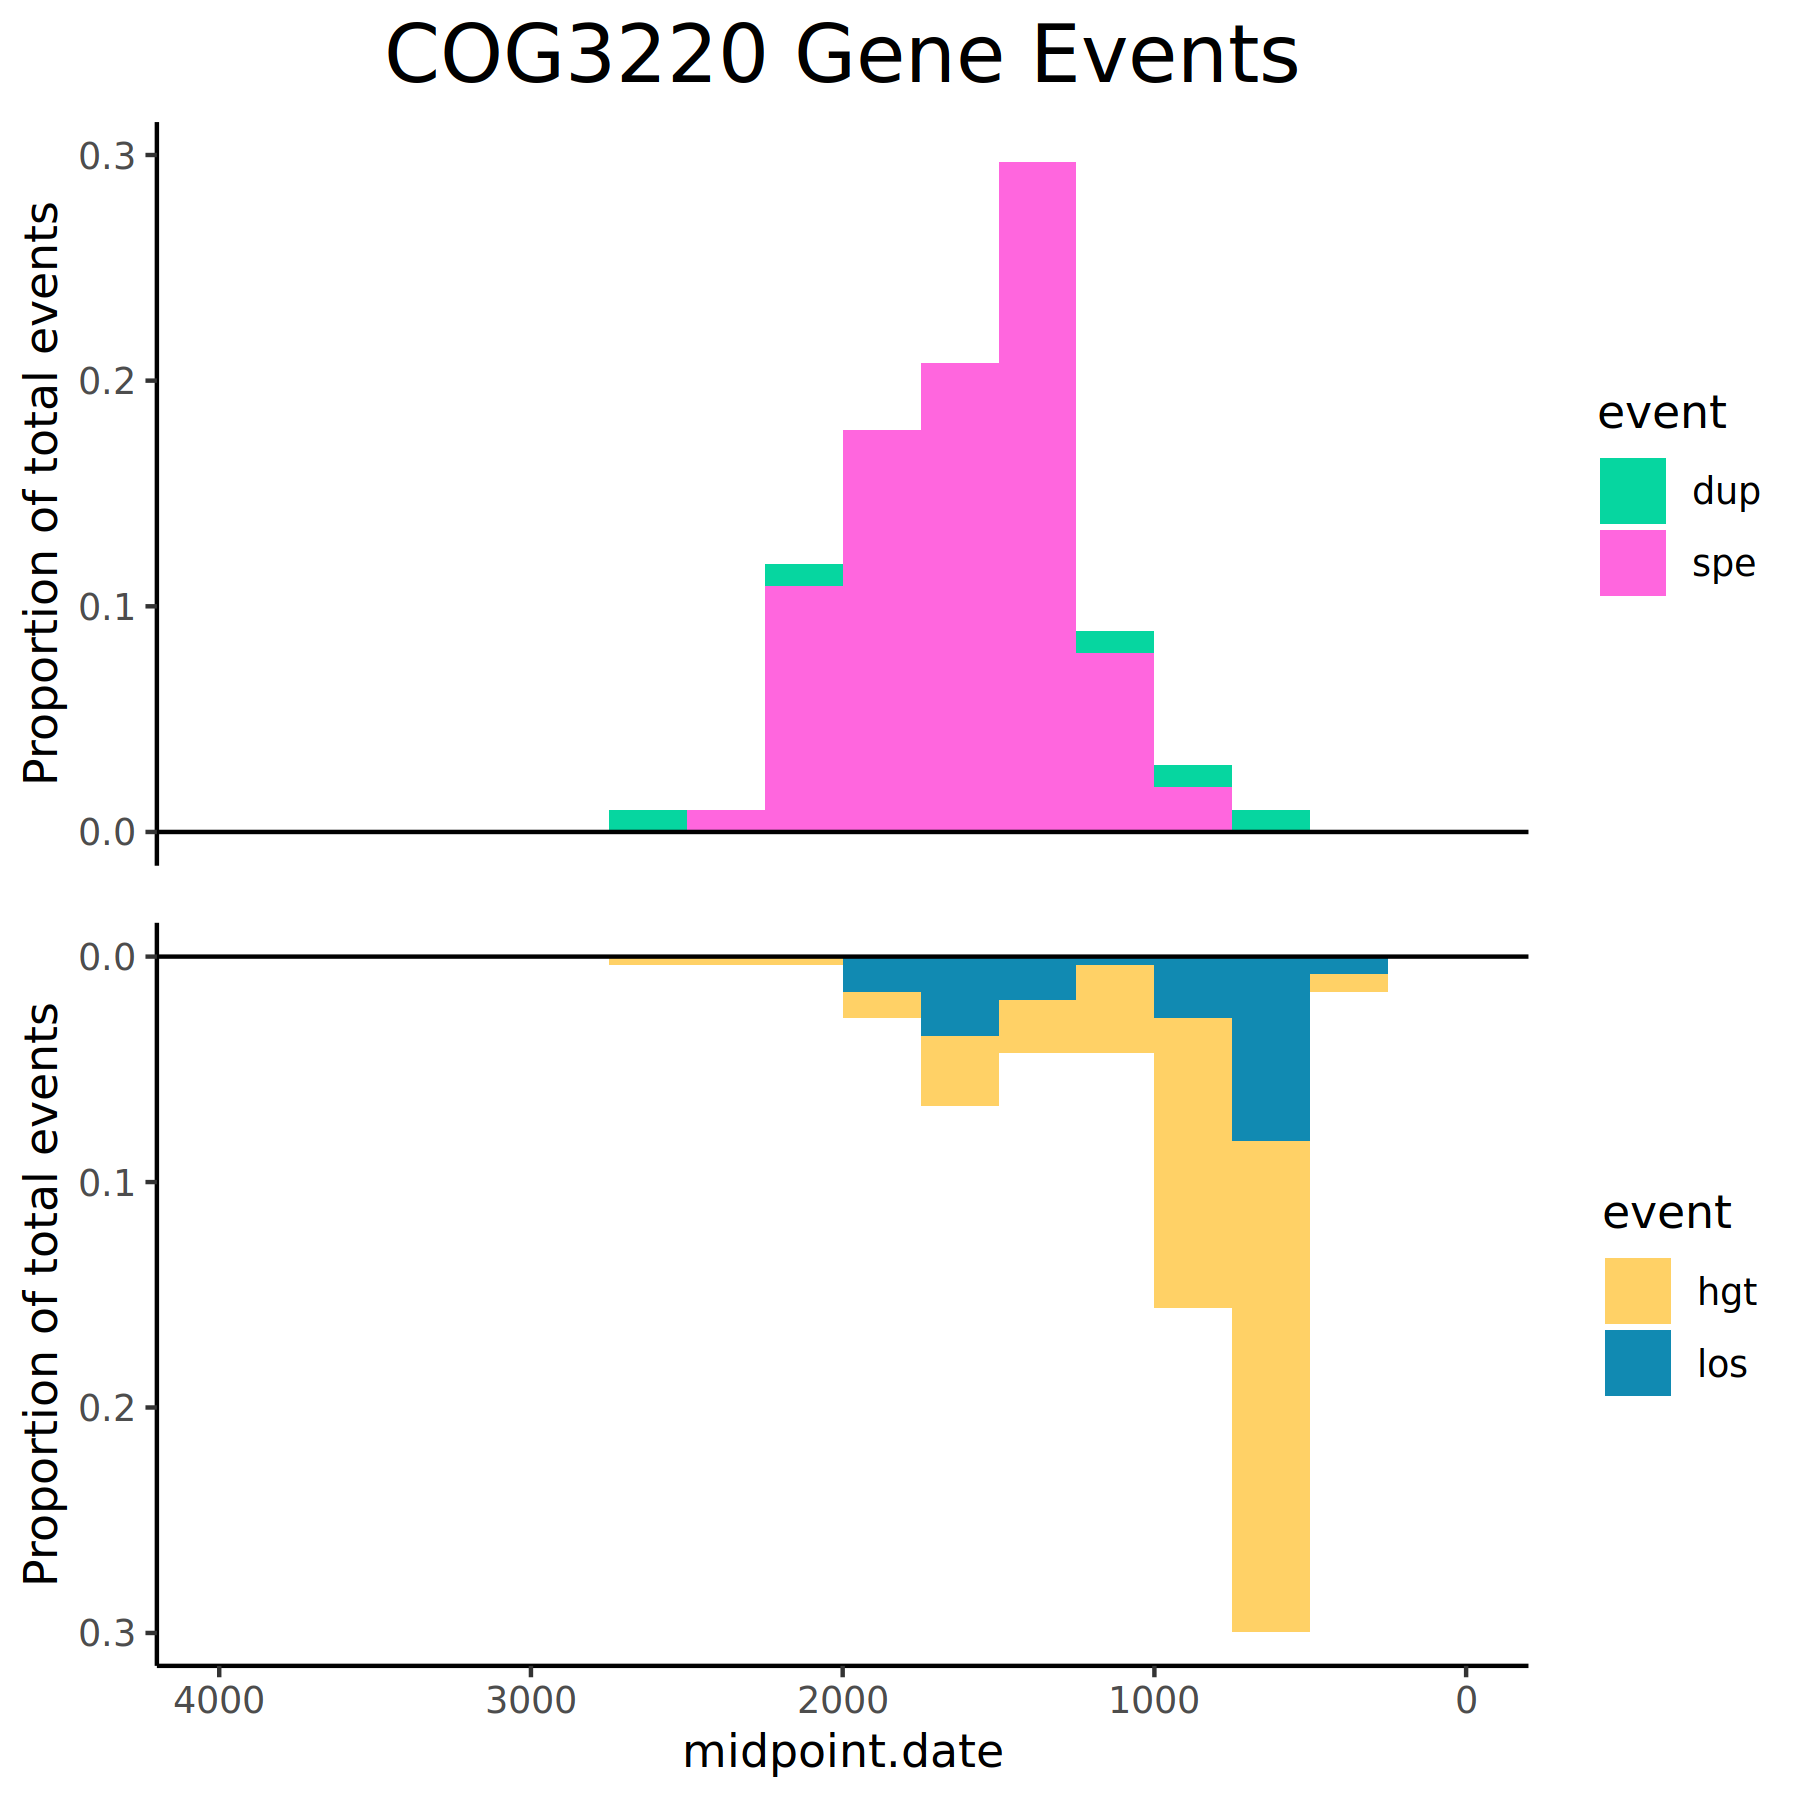 COG3220 Gene Events
Proportion of total events
0.3
0.2
0.1
0.0
event
dup
spe
Proportion of total events
0.0
0.1
0.2
0.3
event
hgt
los
4000 3000 2000 1000 0
midpoint.date